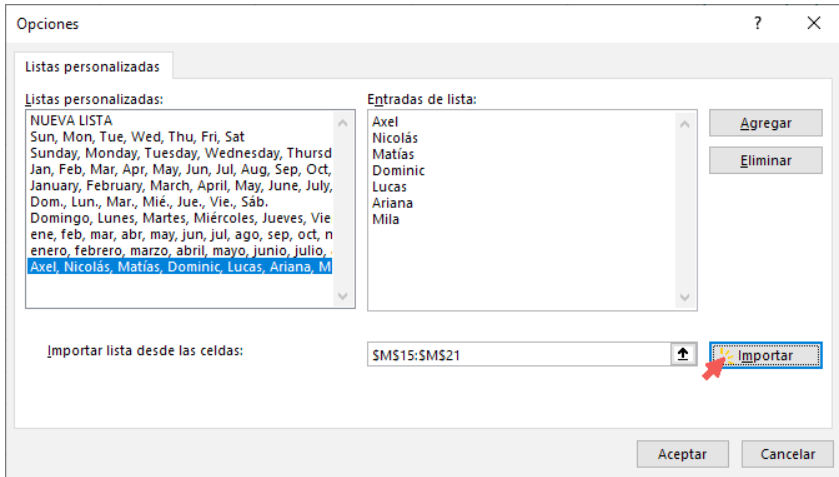 Opciones
Listas personalizadas
Listas personalizadas:
NUEVA LISTA
Sun, Mon, Tue, Wed, Thu, Fri, Sat
Sunday, Monday, Tuesday, Wednesday, Thursd
Jan, Feb, Mar, Apr, May, Jun, Jul, Aug, Sep, Oct,
January, February, March, April, May, June, July,
Dom., Lun., Mar., Mié., Jue., Vie., Sáb.
Domingo, Lunes, Martes, Miércoles, Jueves, Vie
ene, feb, mar, abr, may, jun, jul, ago, sep, oct, n
enero, febrero, marzo, abril, mayo, junio, julio,
Axel, Nicolás, Matías, Dominic, Lucas, Ariana, M
Entradas de lista:
Axel
Nicolás
Matías
Dominic
Lucas
Ariana
Mila
Agregar
Eliminar
Importar lista desde las celdas:
$M$15:$M$21
Importar
Aceptar
Cancelar